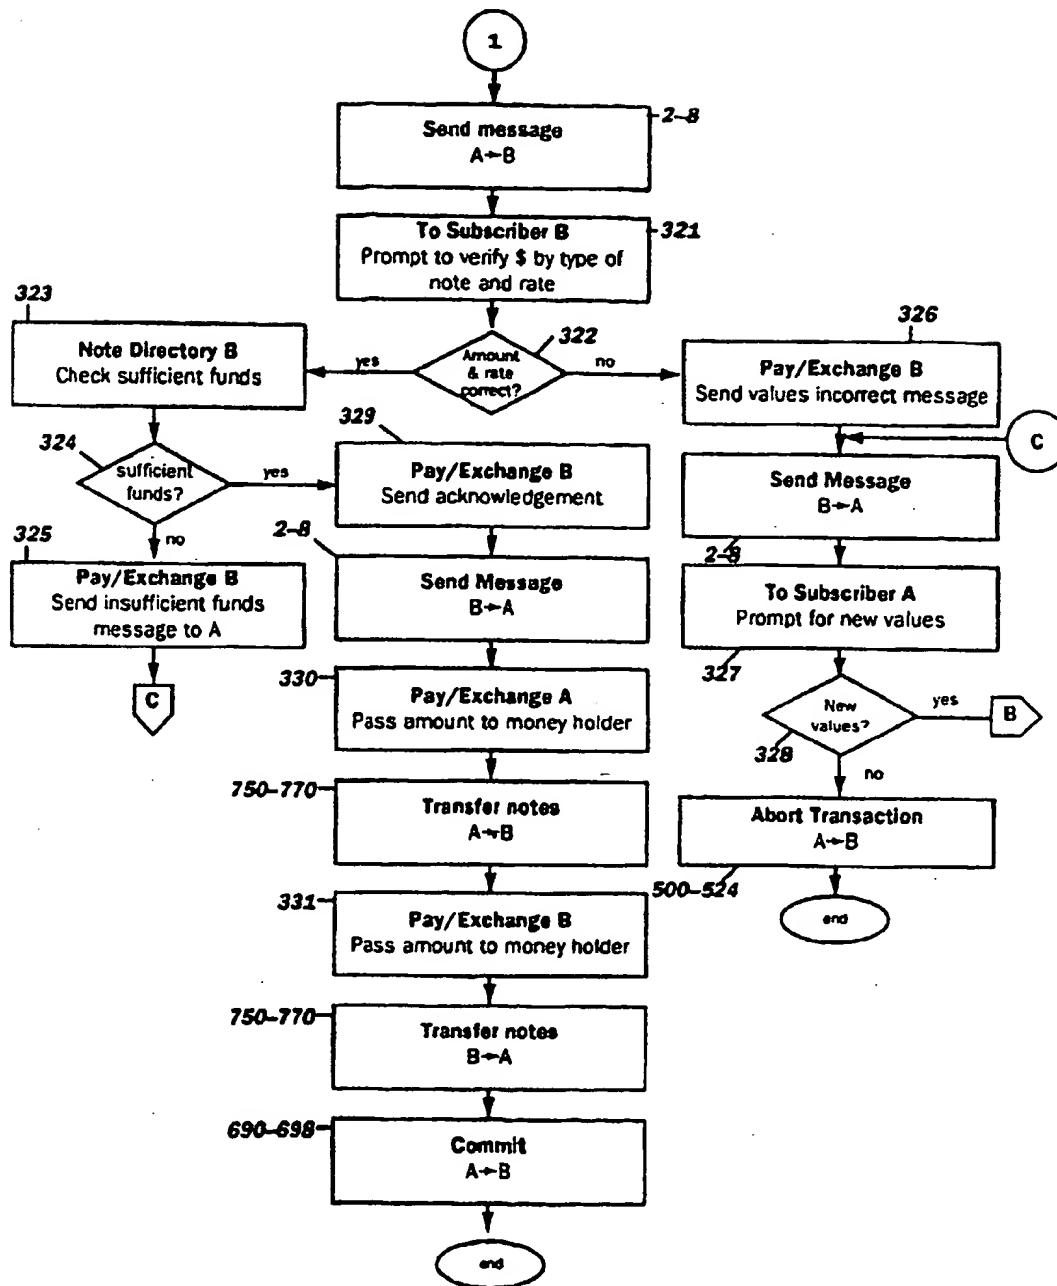 1
Send message
A→B
2-8
To Subscriber B
Prompt to verify $ by type of
note and rate
321
323
Note Directory B
Check sufficient funds
yes
Amount
& rate
correct?
322
no
326
Pay/Exchange B
Send values incorrect message
C
324
sufficient
funds?
yes
329
Pay/Exchange B
Send acknowledgement
Send Message
B→A
2-8
no
325
Pay/Exchange B
Send insufficient funds
message to A
C
2-8
Send Message
B→A
To Subscriber A
Prompt for new values
327
330
Pay/Exchange A
Pass amount to money holder
New
values?
328
yes
B
no
750-770
Transfer notes
A→B
Abort Transaction
A→B
500-524
end
331
Pay/Exchange B
Pass amount to money holder
750-770
Transfer notes
B→A
690-698
Commit
A→B
end